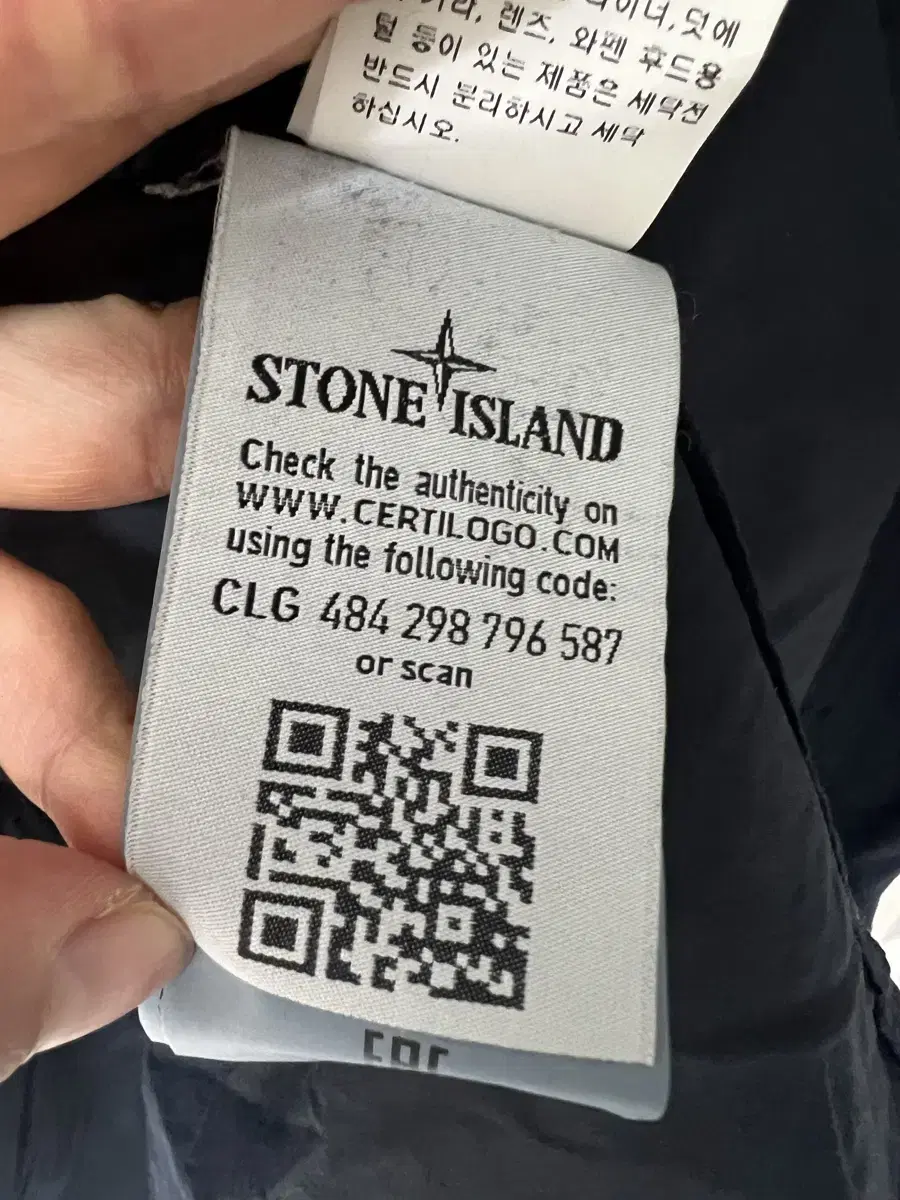 렌즈, 와펜 후드용
털 등이 있는 제품은 세탁전
반드시 분리하시고 세탁
하십시오.
STONE ISLAND
Check the authenticity on
WWW.CERTILOGO.COM
using the following code:
CLG 484 298 796 587
or scan